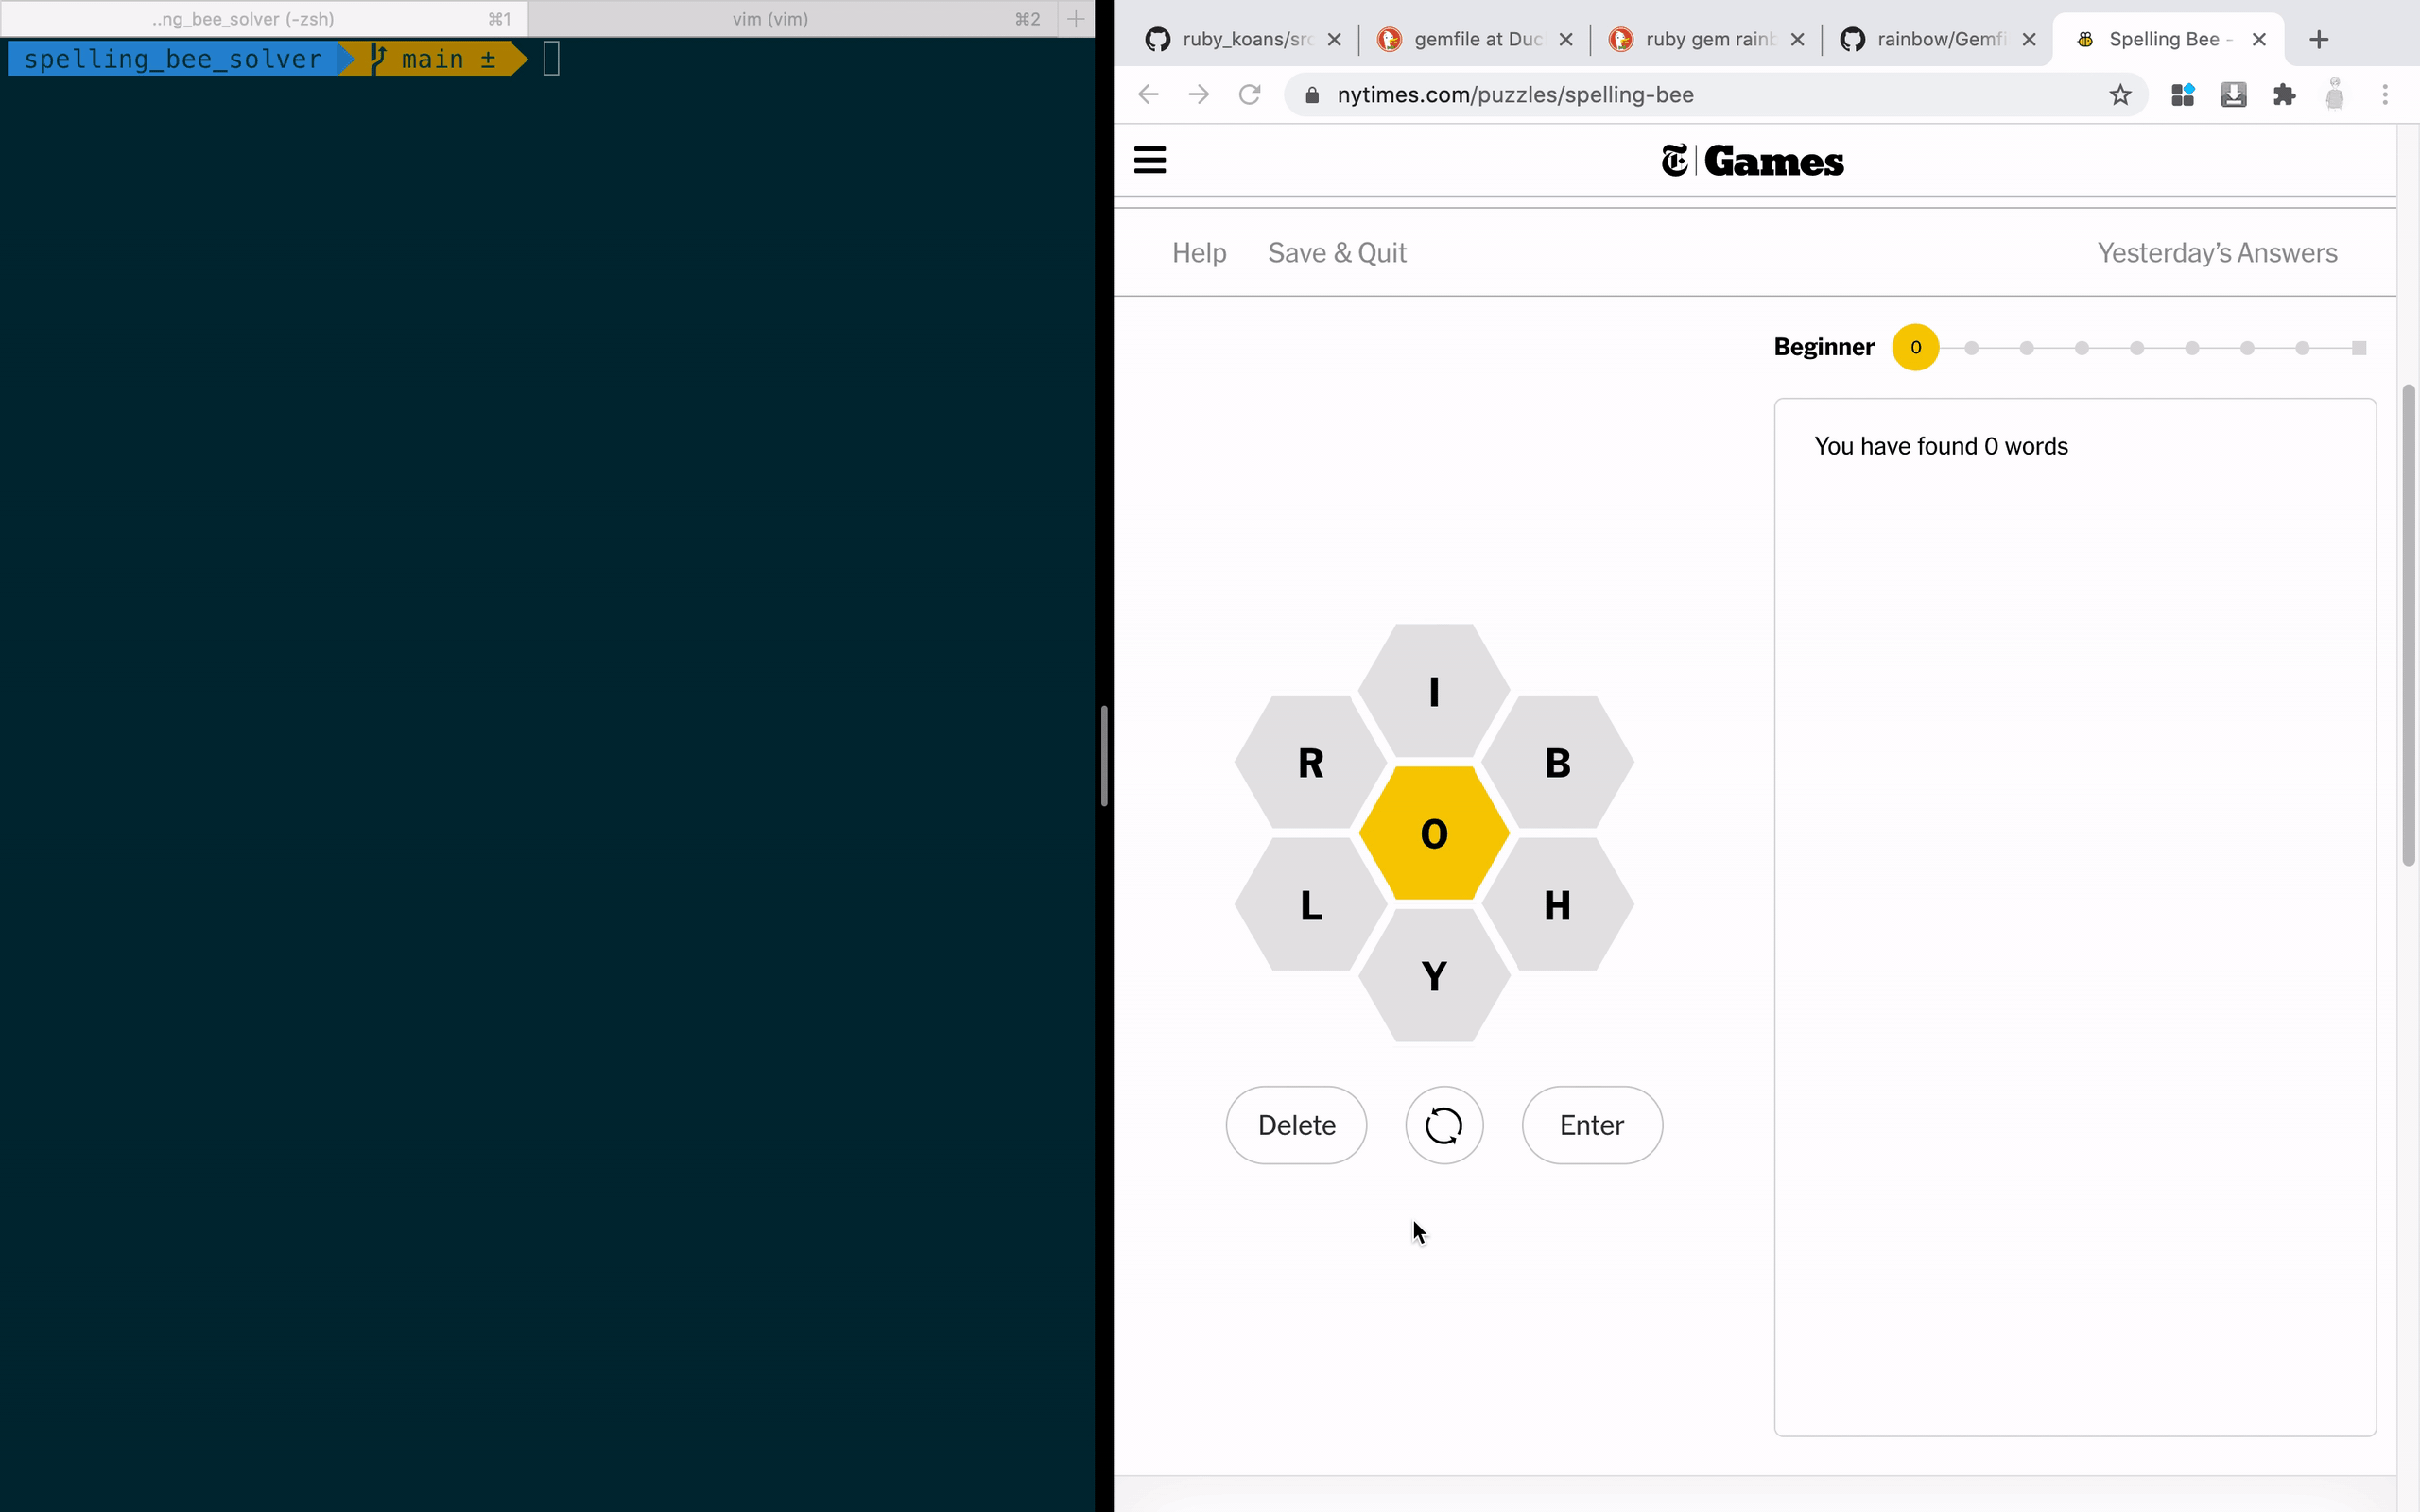 ..ng_bee_solver (-zsh) ⌘1 vim (vim) ⌘2
spelling_bee_solver main ±
ruby_koans/src gemfile at Duc ruby gem rainb rainbow/Gemfi Spelling Bee -
nytimes.com/puzzles/spelling-bee
T Games
Help Save & Quit Yesterday's Answers
Beginner 0
You have found 0 words
I
R B
O
L H
Y
Delete Enter